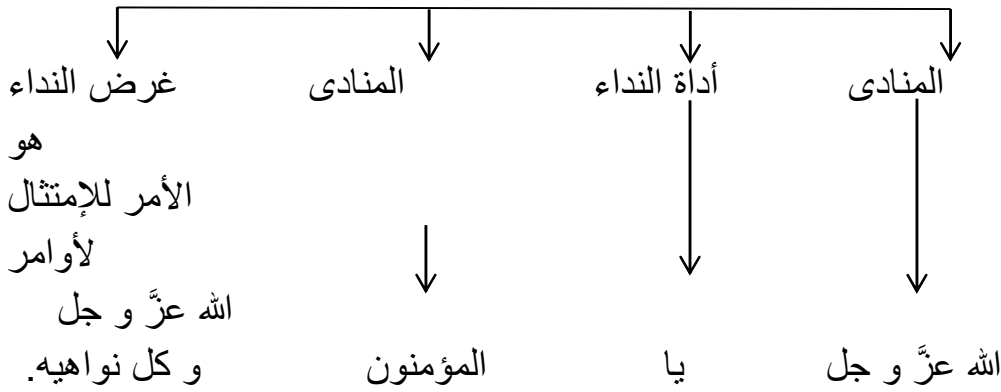 المنادى أداة النداء المنادى غرض النداء
هو
الأمر للإمتثال
لأوامر
الله عزَّ و جل
الله عزَّ و جل يا المؤمنون و كل نواهيه.